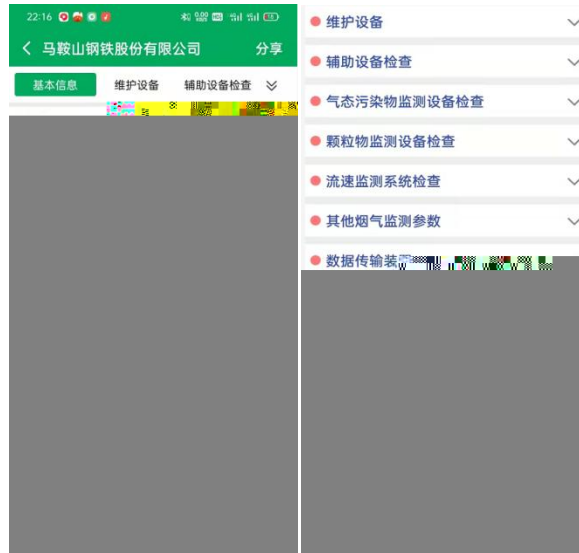 22:16
马鞍山钢铁股份有限公司 分享
基本信息 维护设备 辅助设备检查
维护设备
辅助设备检查
气态污染物监测设备检查
颗粒物监测设备检查
流速监测系统检查
其他烟气监测参数
数据传输装